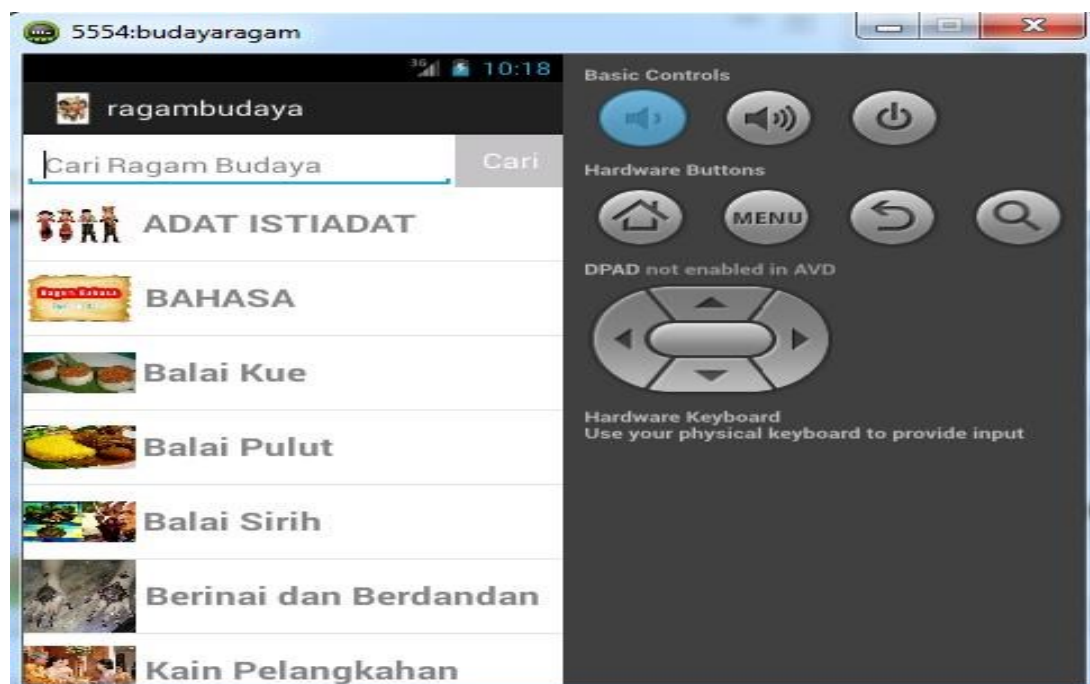 5554:budayaragam
3G 10:18
ragambudaya
Cari Ragam Budaya
Cari
ADAT ISTIADAT
BAHASA
Balai Kue
Balai Pulut
Balai Sirih
Berinai dan Berdandan
Kain Pelangkahan
Basic Controls
Hardware Buttons
MENU
DPAD not enabled in AVD
Hardware Keyboard
Use your physical keyboard to provide input